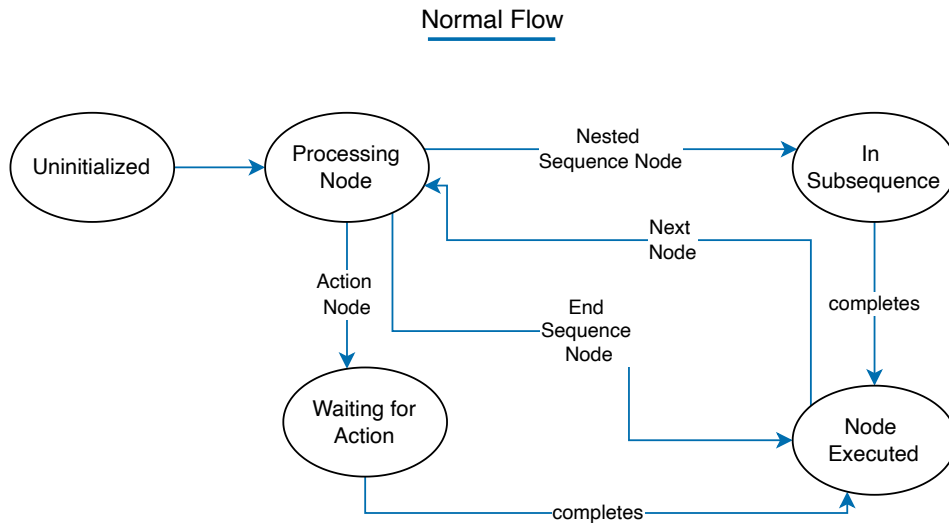 Normal Flow
Uninitialized
Processing
Node
Nested
Sequence Node
In
Subsequence
Next
Node
Action
Node
End
Sequence
Node
completes
Waiting for
Action
Node
Executed
completes